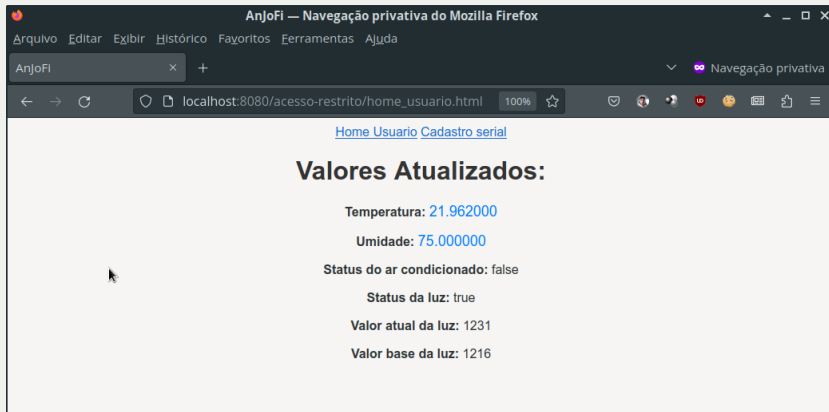 AnJoFi — Navegação privativa do Mozilla Firefox
Arquivo Editar Exibir Histórico Favoritos Ferramentas Ajuda
AnJoFi
Navegação privativa
localhost:8080/acesso-restrito/home_usuario.html 100%
Home Usuario Cadastro serial
Valores Atualizados:
Temperatura: 21.962000
Umidade: 75.000000
Status do ar condicionado: false
Status da luz: true
Valor atual da luz: 1231
Valor base da luz: 1216